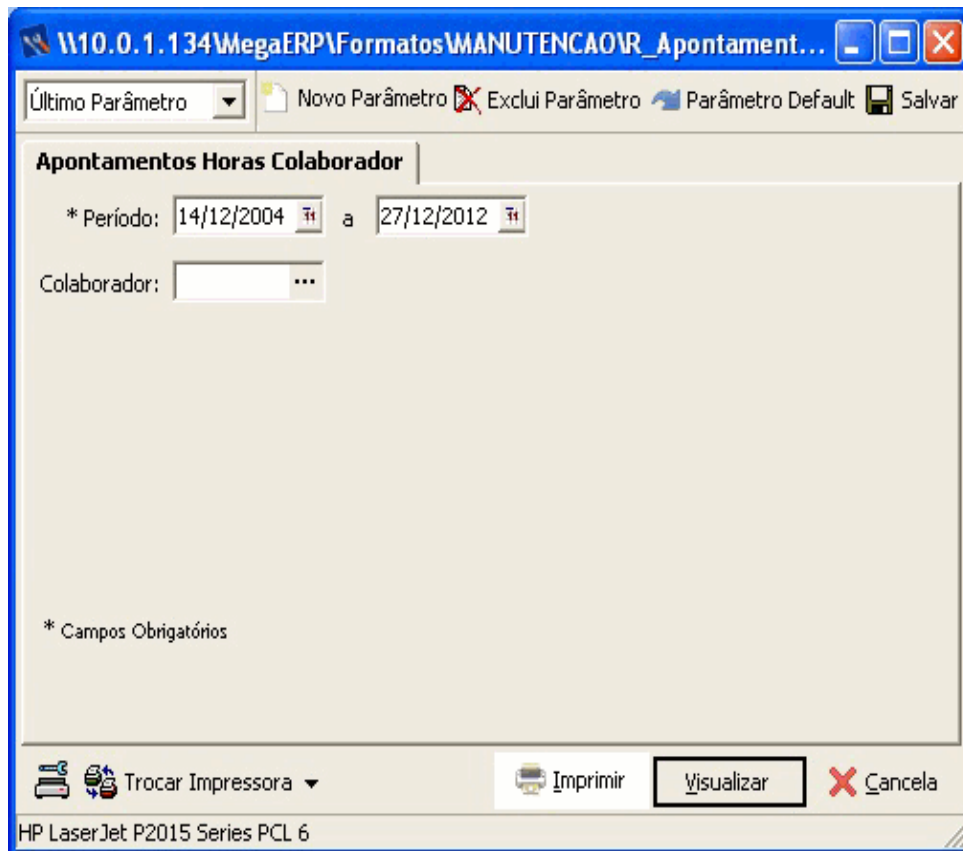 \\10.0.1.134\MegaERP\Formatos\MANUTENCAO\R_Apontament...
Último Parâmetro Novo Parâmetro Exclui Parâmetro Parâmetro Default Salvar
Apontamentos Horas Colaborador
* Período: 14/12/2004 a 27/12/2012
Colaborador: ...
* Campos Obrigatórios
Trocar Impressora Imprimir Visualizar Cancela
HP LaserJet P2015 Series PCL 6